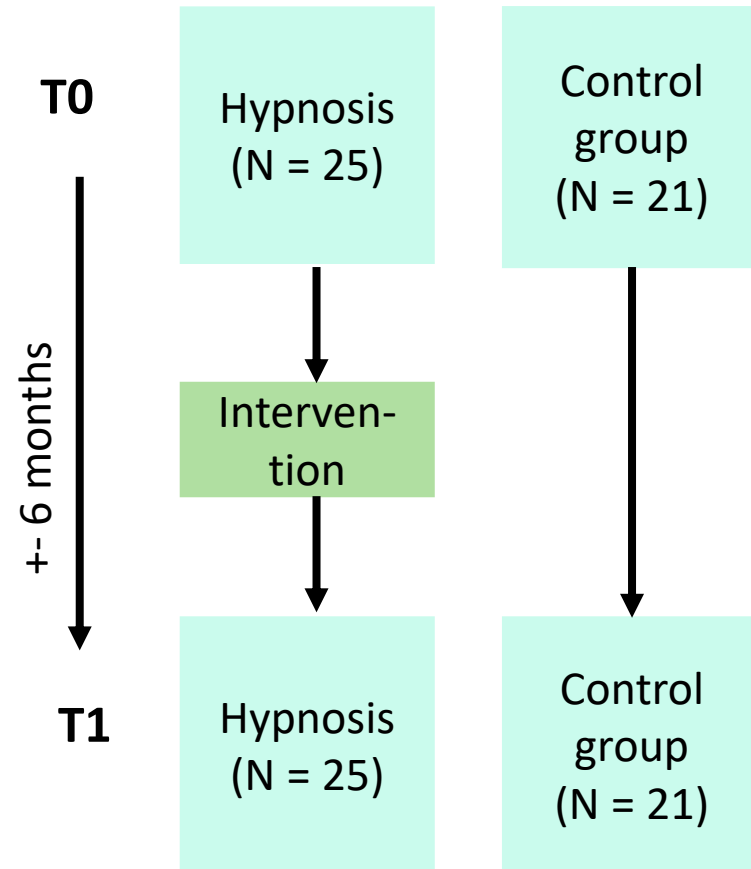 T0
Hypnosis
(N = 25)
Control
group
(N = 21)
+- 6 months
Interven-
tion
T1
Hypnosis
(N = 25)
Control
group
(N = 21)